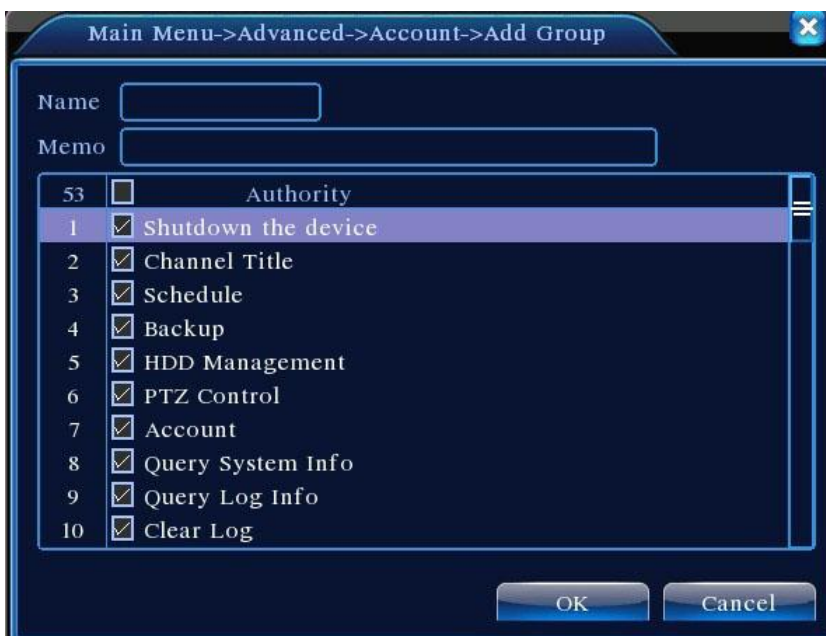 Main Menu->Advanced->Account->Add Group
Name
Memo
53 Authority
1 Shutdown the device
2 Channel Title
3 Schedule
4 Backup
5 HDD Management
6 PTZ Control
7 Account
8 Query System Info
9 Query Log Info
10 Clear Log
OK Cancel